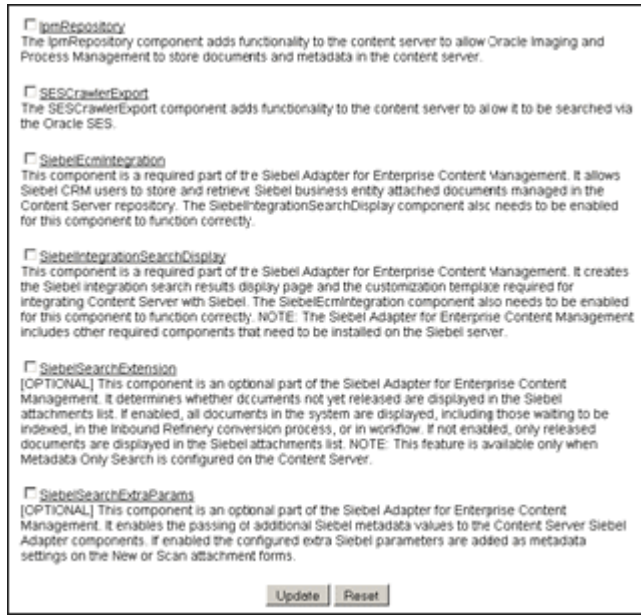 IpmRepository
The IpmRepository component adds functionality to the content server to allow Oracle Imaging and
Process Management to store documents and metadata in the content server.
SESCrawlerExport
The SESCrawlerExport component adds functionality to the content server to allow it to be searched via
the Oracle SES.
SiebelEcmIntegration
This component is a required part of the Siebel Adapter for Enterprise Content Management. It allows
Siebel CRM users to store and retrieve Siebel business entity attached documents managed in the
Content Server repository. The SiebelIntegrationSearchDisplay component also needs to be enabled
for this component to function correctly.
SiebelIntegrationSearchDisplay
This component is a required part of the Siebel Adapter for Enterprise Content Management. It creates
the Siebel integration search results display page and the customization template required for
integrating Content Server with Siebel. The SiebelEcmIntegration component also needs to be enabled
for this component to function correctly. NOTE: The Siebel Adapter for Enterprise Content Management
includes other required components that need to be installed on the Siebel server.
SiebelSearchExtension
[OPTIONAL] This component is an optional part of the Siebel Adapter for Enterprise Content
Management. It determines whether documents not yet released are displayed in the Siebel
attachments list. If enabled, all documents in the system are displayed, including those waiting to be
indexed, in the Inbound Refinery conversion process, or in workflow. If not enabled, only released
documents are displayed in the Siebel attachments list. NOTE: This feature is available only when
Metadata Only Search is configured on the Content Server.
SiebelSearchExtraParams
[OPTIONAL] This component is an optional part of the Siebel Adapter for Enterprise Content
Management. It enables the passing of additional Siebel metadata values to the Content Server Siebel
Adapter components. If enabled the configured extra Siebel parameters are added as metadata
settings on the New or Scan attachment forms.
Update Reset